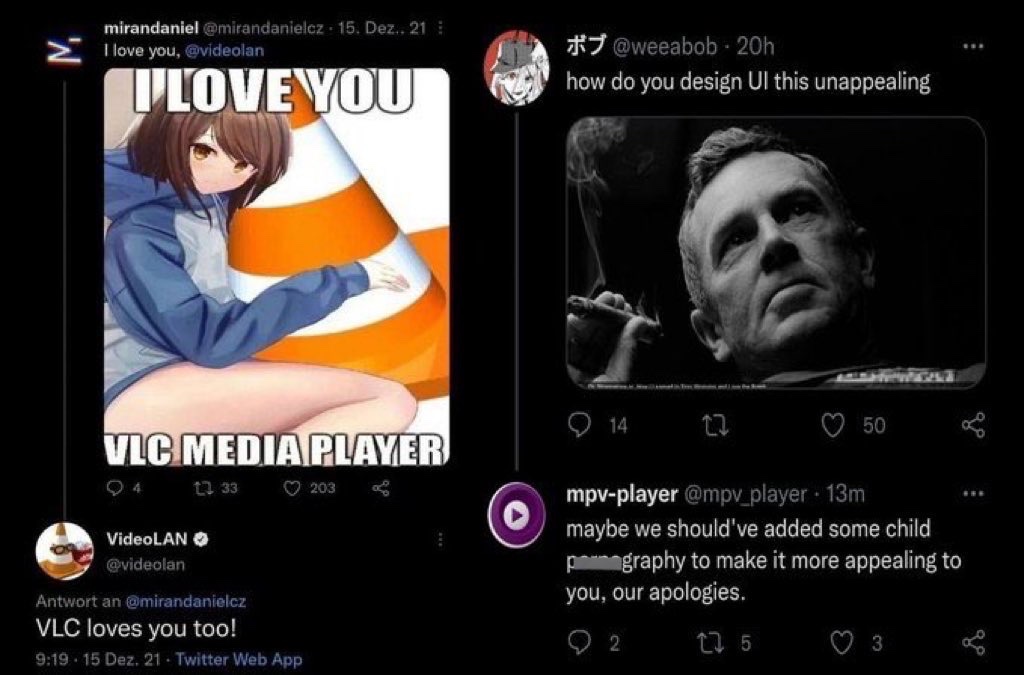 mirandaniel @mirandanielcz · 15. Dez.. 21
I love you, @videolan
I LOVE YOU
VLC MEDIA PLAYER
4 33 203
VideoLAN
@videolan
Antwort an @mirandanielcz
VLC loves you too!
9:19 · 15 Dez. 21 · Twitter Web App
ボブ @weeabob · 20h
how do you design UI this unappealing
14 50
mpv-player @mpv_player · 13m
maybe we should've added some child
p graphy to make it more appealing to
you, our apologies.
2 5 3